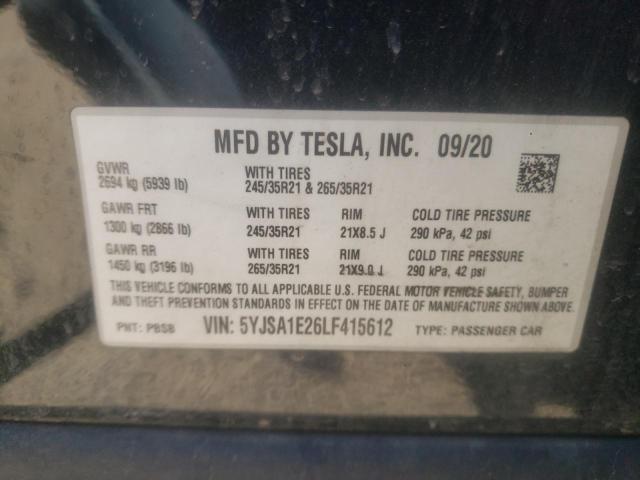 MFD BY TESLA, INC. 09/20
GVWR WITH TIRES
2694 kg (5939 lb) 245/35R21 & 265/35R21
GAWR FRT WITH TIRES RIM COLD TIRE PRESSURE
1300 kg (2866 lb) 245/35R21 21X8.5 J 290 kPa, 42 psi
GAWR RR WITH TIRES RIM COLD TIRE PRESSURE
1450 kg (3196 lb) 265/35R21 21X9.0 J 290 kPa, 42 psi
THIS VEHICLE CONFORMS TO ALL APPLICABLE U.S. FEDERAL MOTOR VEHICLE SAFETY, BUMPER
AND THEFT PREVENTION STANDARDS IN EFFECT ON THE DATE OF MANUFACTURE SHOWN ABOVE.
PNT: PBSB VIN: 5YJSA1E26LF415612 TYPE: PASSENGER CAR